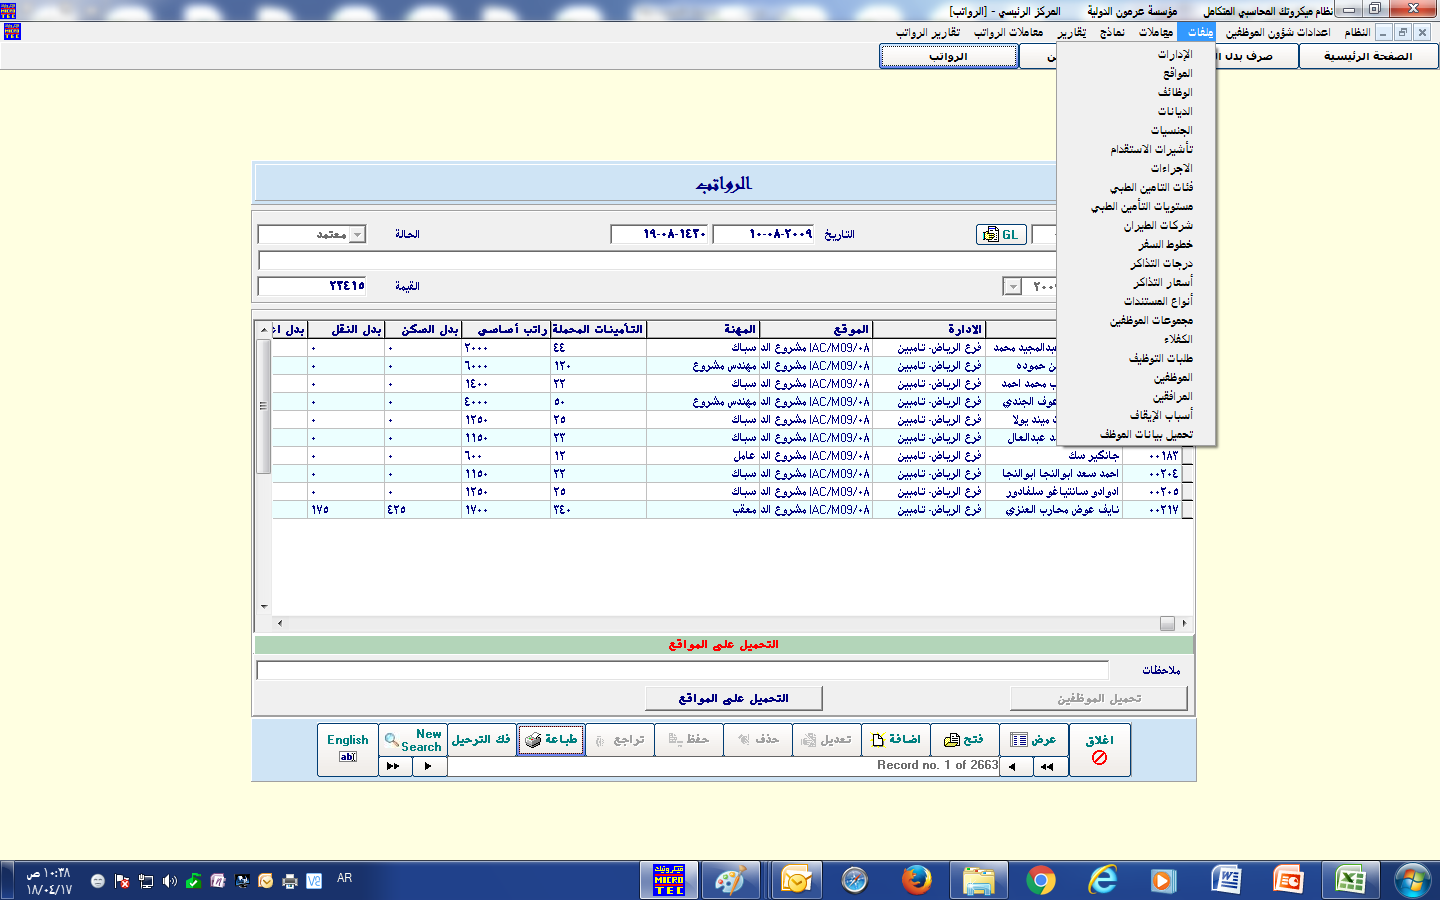 نظام ميكروتك المحاسبي المتكامل مؤسسة عرمون الدولية المركز الرئيسي - [الرواتب]
النظام اعدادات شؤون الموظفين ملفات معاملات نماذج تقارير معاملات الرواتب تقارير الرواتب
الصفحة الرئيسية صرف بدل الرواتب
الإدارات
المواقع
الوظائف
الديانات
الجنسيات
تأشيرات الاستقدام
الاجراءات
فئات التامين الطبي
مستويات التأمين الطبي
شركات الطيران
خطوط السفر
درجات التذاكر
أسعار التذاكر
أنواع المستندات
مجموعات الموظفين
الكفلاء
طلبات التوظيف
الموظفين
المرافقين
أسباب الإيقاف
تحميل بيانات الموظف
الرواتب
GL التاريخ ١٠-٠٨-٢٠٠٩ ١٩-٠٨-١٤٣٠ الحالة معتمد
القيمة ٢٣٤١٥
الادارة الموقع المهنة التأمينات المحملة راتب أساسي بدل السكن بدل النقل بدل
عبدالمجيد محمد فرع الرياض- تامبين IAC/M09/٠٨ مشروع الد سباك ٤٤ ٢٠٠٠ ٠ ٠
ن حموده فرع الرياض- تامبين IAC/M09/٠٨ مشروع الد مهندس مشروع ١٢٠ ٦٠٠٠ ٠ ٠
ب محمد احمد فرع الرياض- تامبين IAC/M09/٠٨ مشروع الد سباك ٢٢ ١٤٠٠ ٠ ٠
عوف الجندي فرع الرياض- تامبين IAC/M09/٠٨ مشروع الد مهندس مشروع ٥٠ ٤٠٠٠ ٠ ٠
ميند يولا فرع الرياض- تامبين IAC/M09/٠٨ مشروع الد سباك ٢٥ ١٢٥٠ ٠ ٠
عبدالعال فرع الرياض- تامبين IAC/M09/٠٨ مشروع الد سباك ٢٣ ١١٥٠ ٠ ٠
٠٠١٨٣ جانكير سك فرع الرياض- تامبين IAC/M09/٠٨ مشروع الد عامل ١٢ ٦٠٠ ٠ ٠
٠٠٢٠٤ احمد سعد ابوالنجا ابوالنجا فرع الرياض- تامبين IAC/M09/٠٨ مشروع الد سباك ٢٣ ١١٥٠ ٠ ٠
٠٠٢٠٥ ادوادو سانتياغو سلفادور فرع الرياض- تامبين IAC/M09/٠٨ مشروع الد سباك ٢٥ ١٢٥٠ ٠ ٠
٠٠٢١٧ نايف عوض محارب العنزي فرع الرياض- تامبين IAC/M09/٠٨ مشروع الد معقب ٣٤٠ ١٧٠٠ ٤٢٥ ١٧٥
التحميل على المواقع
ملاحظات
تحميل الموظفين التحميل على المواقع
اغلاق عرض فتح اضافة تعديل حذف حفظ تراجع طباعة فك الترحيل New Search English
Record no. 1 of 2663
AR ١٠:٣٨ ص
١٨/٠٤/١٧